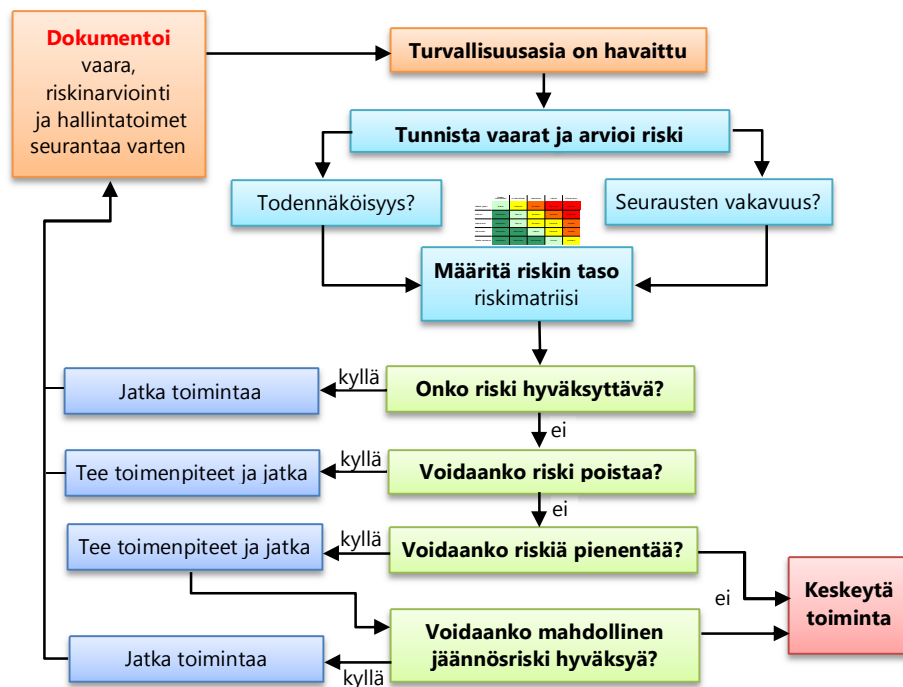 Dokumentoi
vaara,
riskinarviointi
ja hallintatoimet
seurantaa varten
Turvallisuusasia on havaittu
Tunnista vaarat ja arvioi riski
Todennäköisyys?
Seurausten vakavuus?
Määritä riskin taso
riskimatriisi
Jatka toimintaa
kyllä
Onko riski hyväksyttävä?
ei
Tee toimenpiteet ja jatka
kyllä
Voidaanko riski poistaa?
ei
Tee toimenpiteet ja jatka
kyllä
Voidaanko riskiä pienentää?
ei
Keskeytä
toiminta
Voidaanko mahdollinen
jäännösriski hyväksyä?
Jatka toimintaa
kyllä